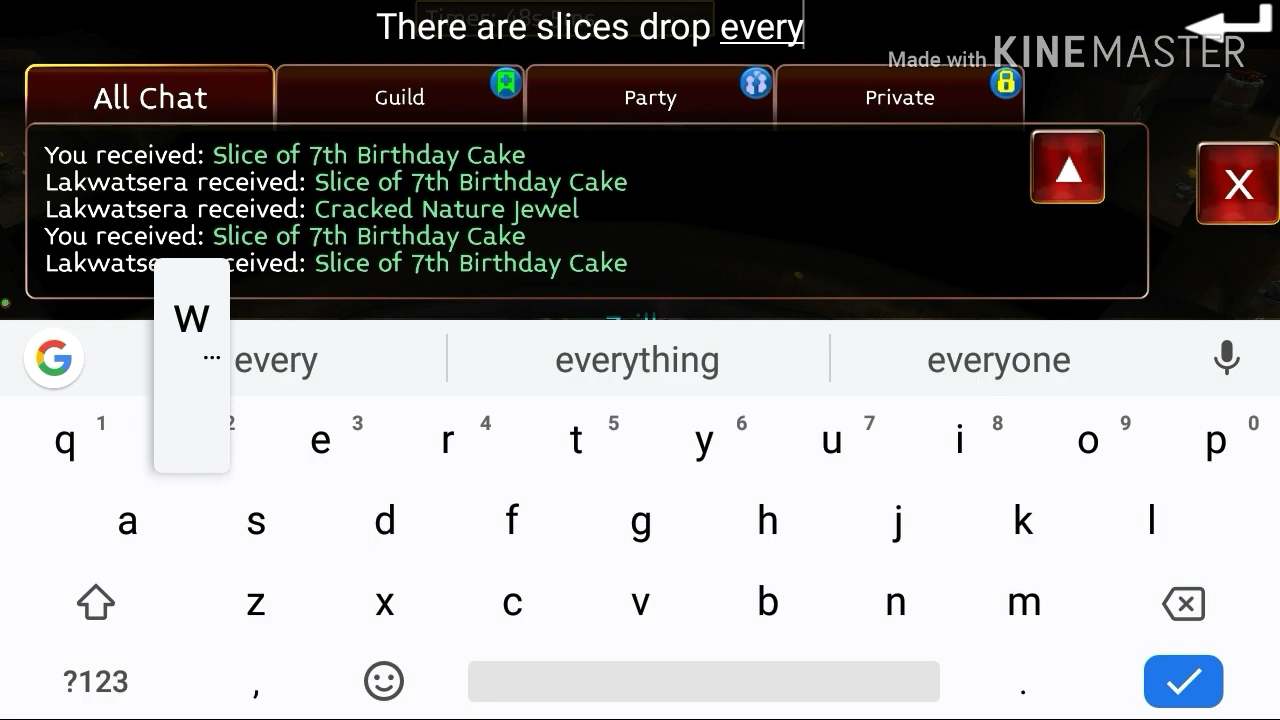 There are slices drop every
Made with KINEMASTER
All Chat
Guild
Party
Private
You received: Slice of 7th Birthday Cake
Lakwatsera received: Slice of 7th Birthday Cake
Lakwatsera received: Cracked Nature Jewel
You received: Slice of 7th Birthday Cake
received: Slice of 7th Birthday Cake
X
W
...
every everything everyone
q 1 2 e 3 r 4 t 5 y 6 u 7 i 8 o 9 p 0
a s d f g h j k l
z x c v b n m
?123 , .